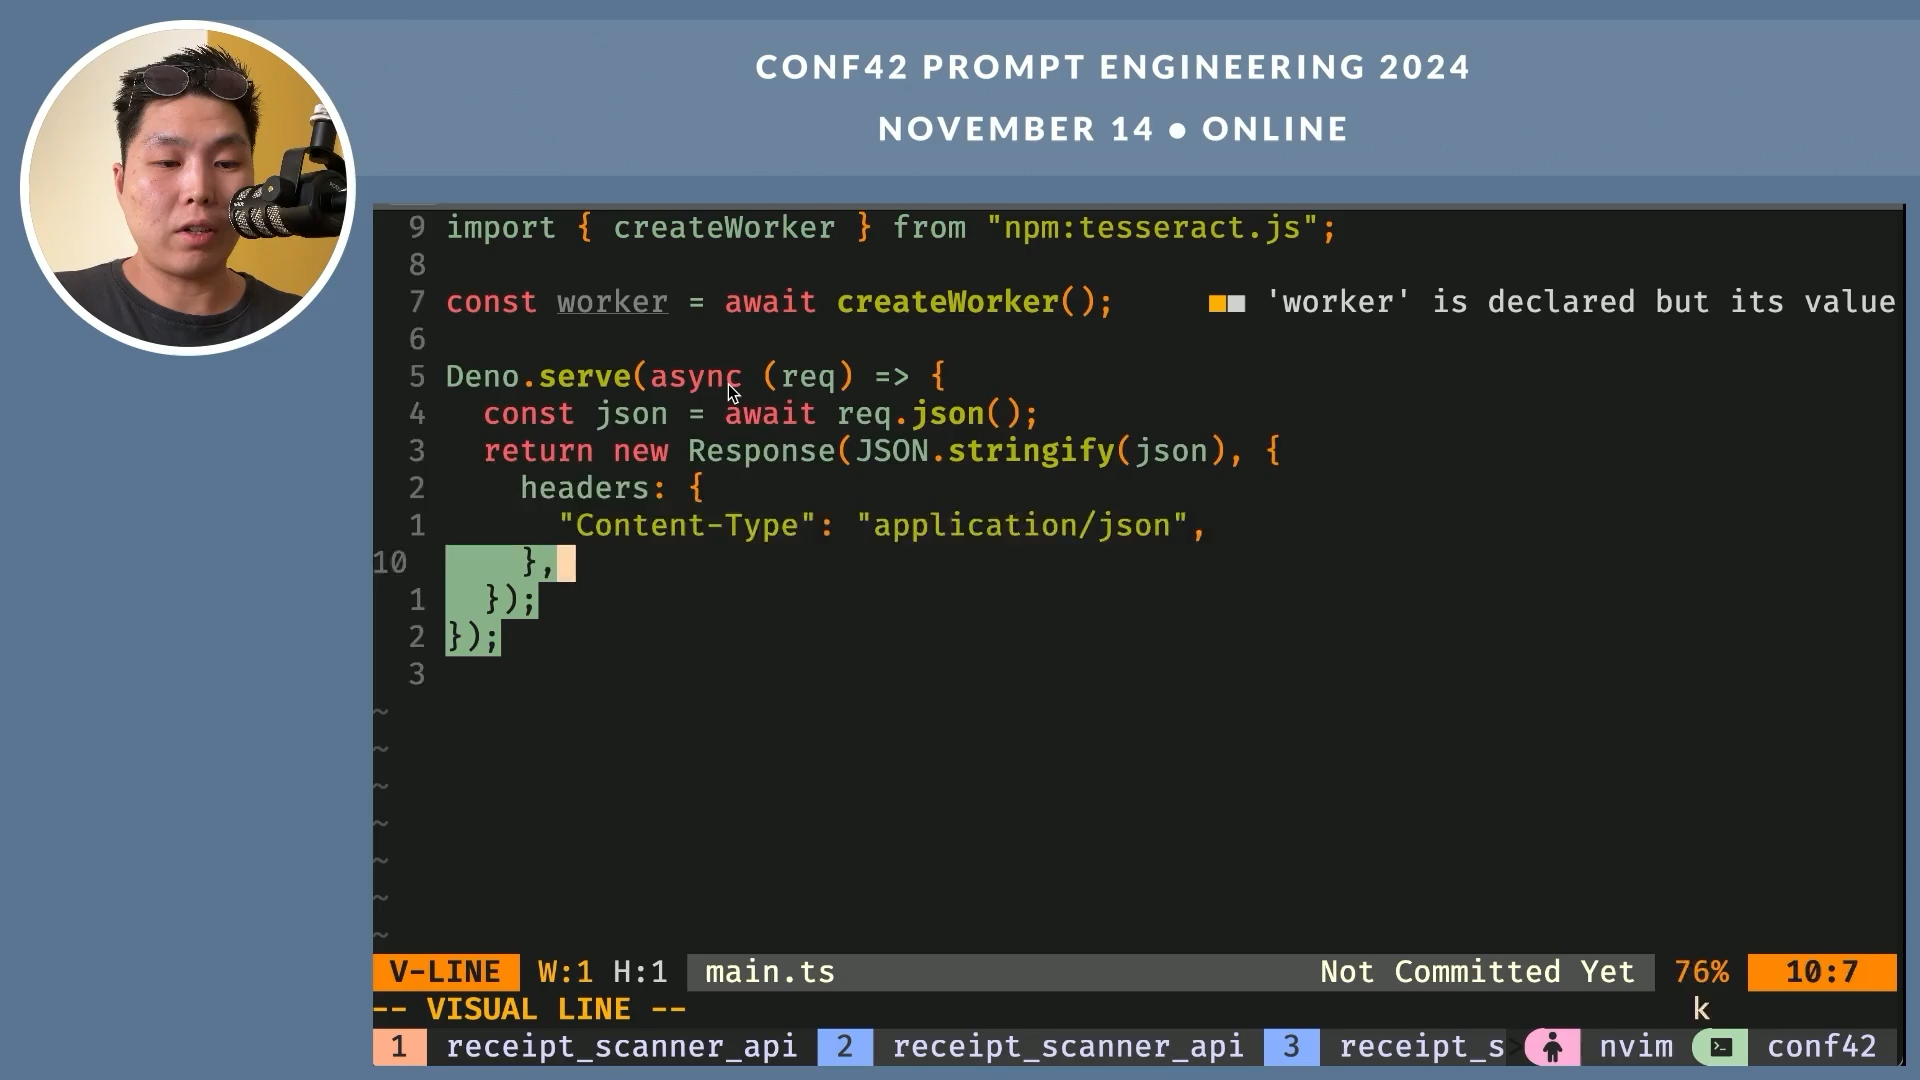 CONF42 PROMPT ENGINEERING 2024
NOVEMBER 14 ● ONLINE
9 import { createWorker } from "npm:tesseract.js";
8
7 const worker = await createWorker(); ■■ 'worker' is declared but its value
6
5 Deno.serve(async (req) => {
4   const json = await req.json();
3   return new Response(JSON.stringify(json), {
2     headers: {
1       "Content-Type": "application/json",
10     },
1   });
2 });
3
~
~
~
~
~
~
~
V-LINE W:1 H:1 main.ts Not Committed Yet 76% 10:7
-- VISUAL LINE -- k
1 receipt_scanner_api 2 receipt_scanner_api 3 receipt_s> nvim conf42